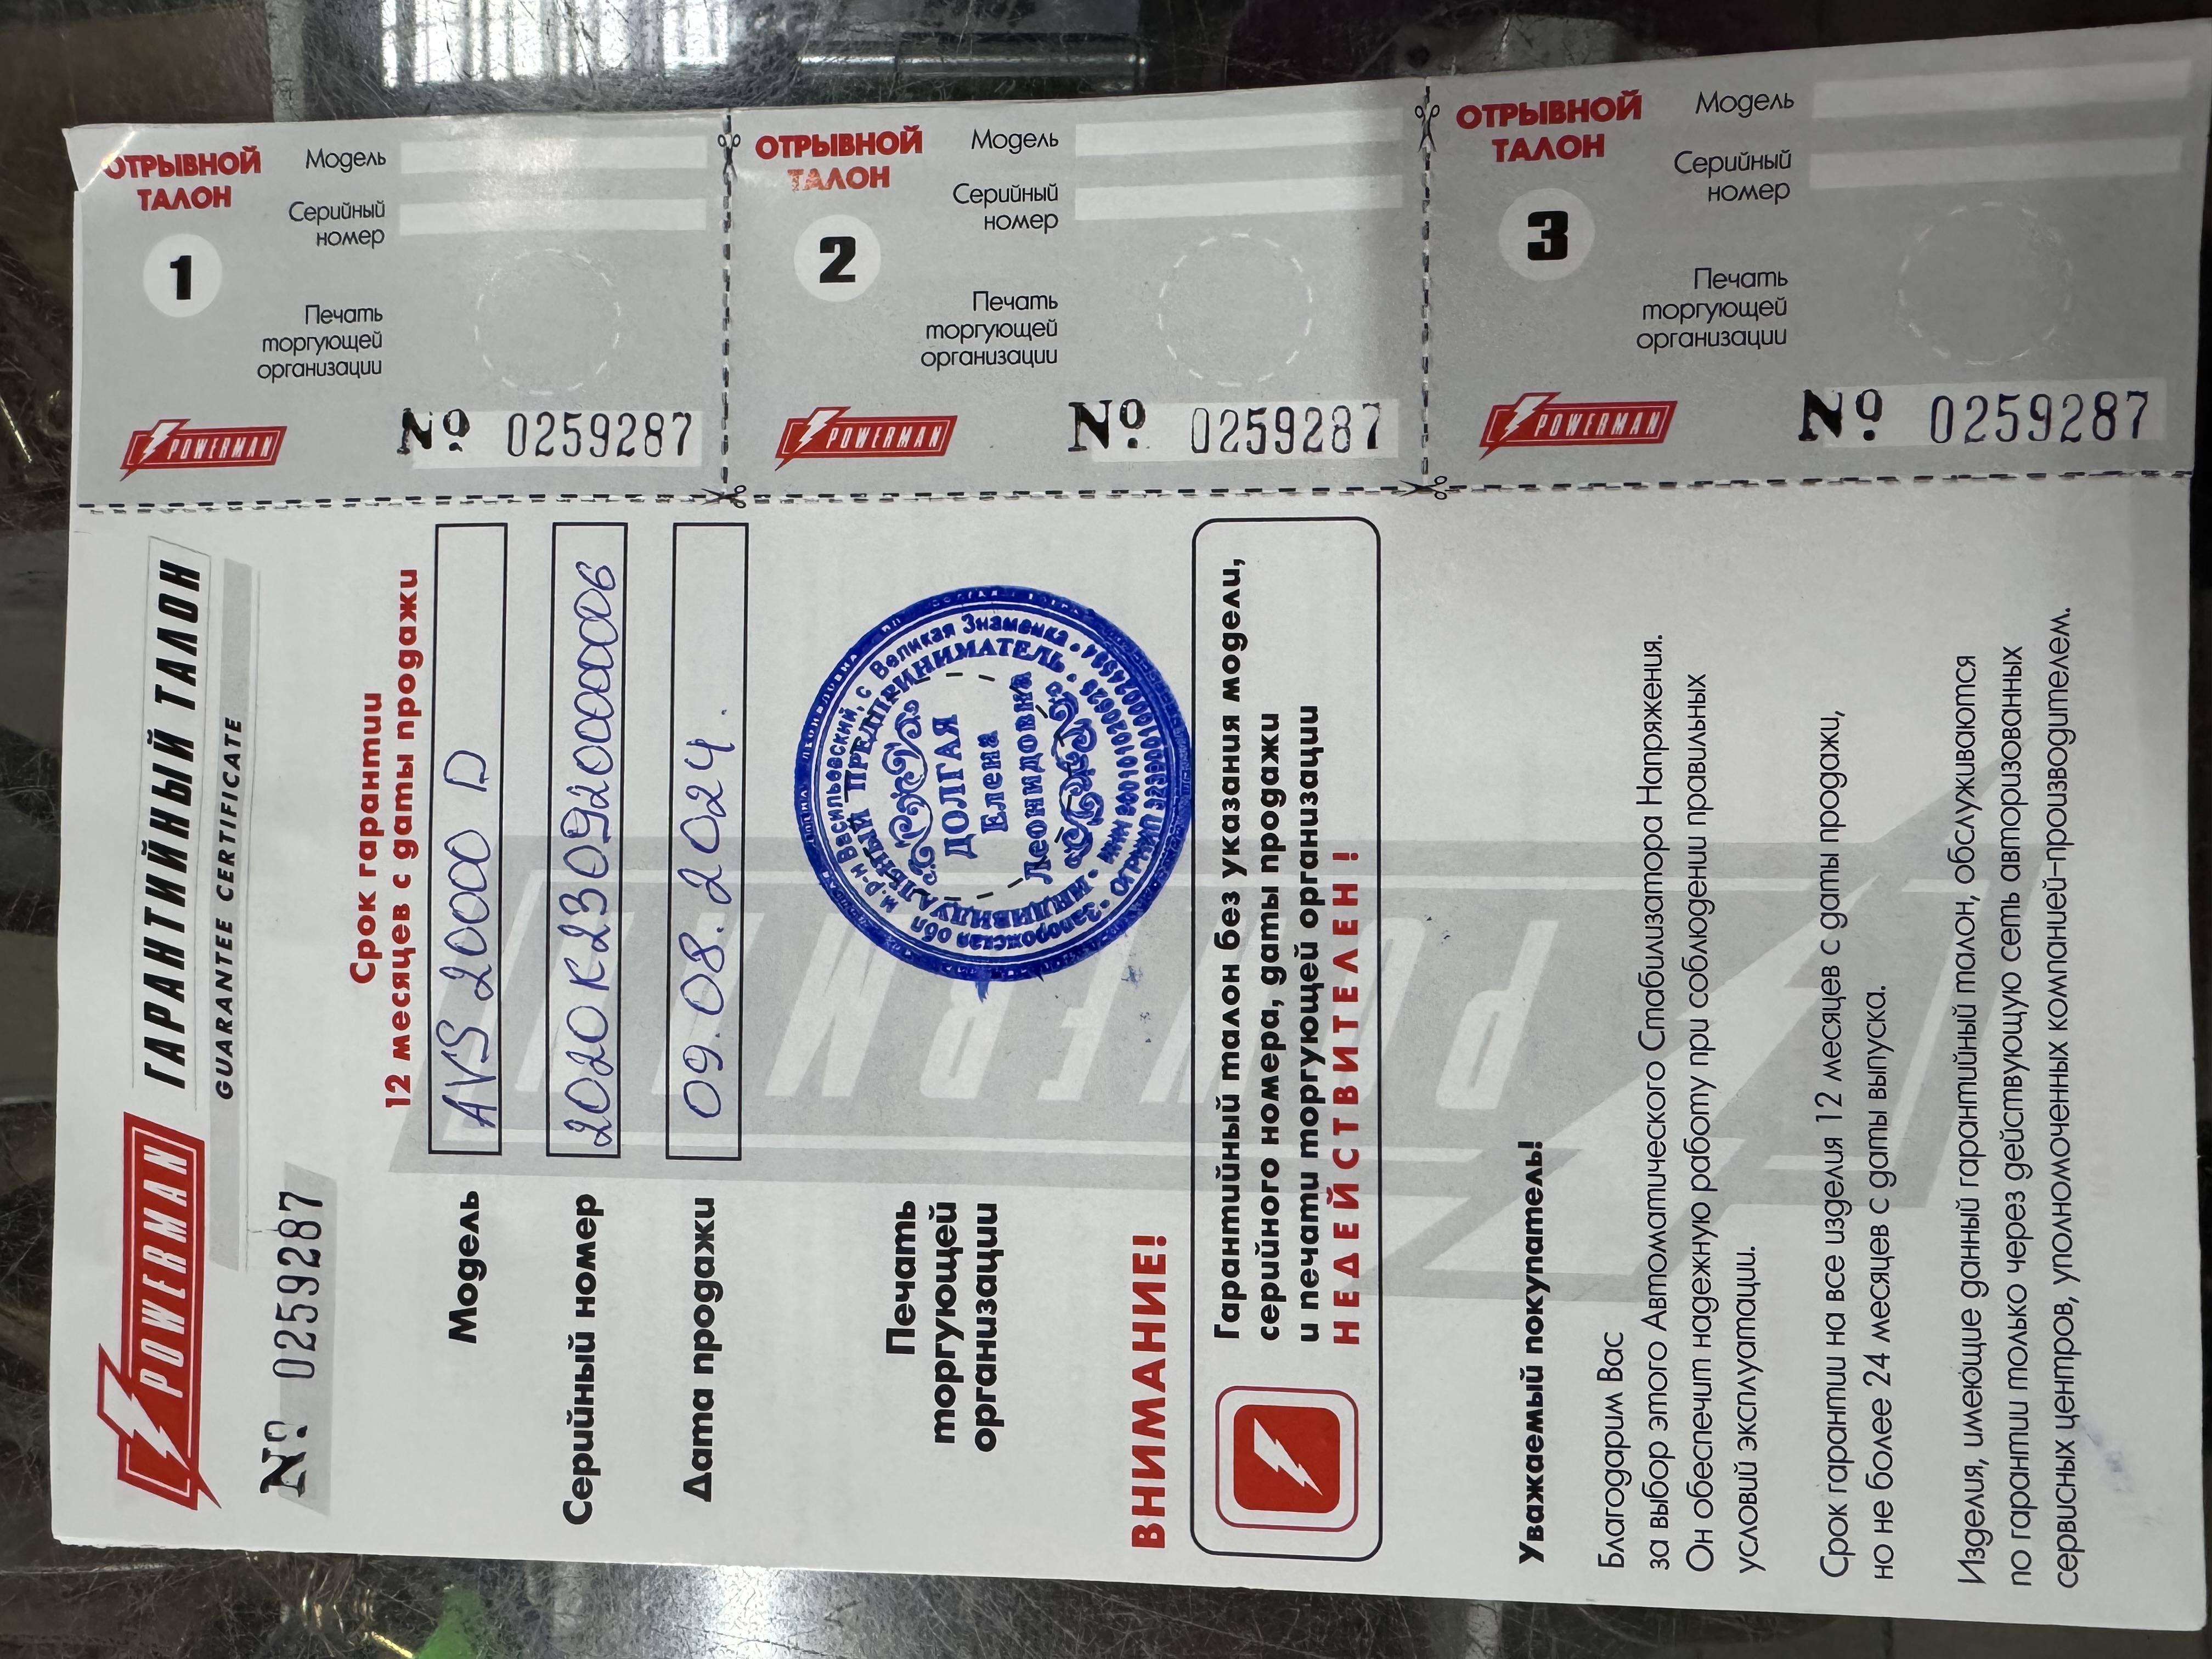 POWERMAN
ГАРАНТИЙНЫЙ ТАЛОН
GUARANTEE CERTIFICATE
№ 0259287
Срок гарантии
12 месяцев с даты продажи
Модель
AVS 20000 D
Серийный номер
2020K23092000006
Дата продажи
09.08.2024.
Печать
торгующей
организации
Запорожская обл м.р-н Васильевский, с Великая Знаменка
ИНДИВИДУАЛЬНЫЙ ПРЕДПРИНИМАТЕЛЬ
ДОЛГАЯ
Елена
Леонидовна
ВНИМАНИЕ!
Гарантийный талон без указания модели,
серийного номера, даты продажи
и печати торгующей организации
НЕДЕЙСТВИТЕЛЕН!
Уважаемый покупатель!
Благодарим Вас
за выбор этого Автоматического Стабилизатора Напряжения.
Он обеспечит надежную работу при соблюдении правильных
условий эксплуатации.
Срок гарантии на все изделия 12 месяцев с даты продажи,
но не более 24 месяцев с даты выпуска.
Изделия, имеющие данный гарантийный талон, обслуживаются
по гарантии только через действующую сеть авторизованных
сервисных центров, уполномоченных компанией-производителем.
ОТРЫВНОЙ
ТАЛОН
1
Модель
Серийный
номер
Печать
торгующей
организации
POWERMAN
№ 0259287
ОТРЫВНОЙ
ТАЛОН
2
Модель
Серийный
номер
Печать
торгующей
организации
POWERMAN
№ 0259287
ОТРЫВНОЙ
ТАЛОН
3
Модель
Серийный
номер
Печать
торгующей
организации
POWERMAN
№ 0259287